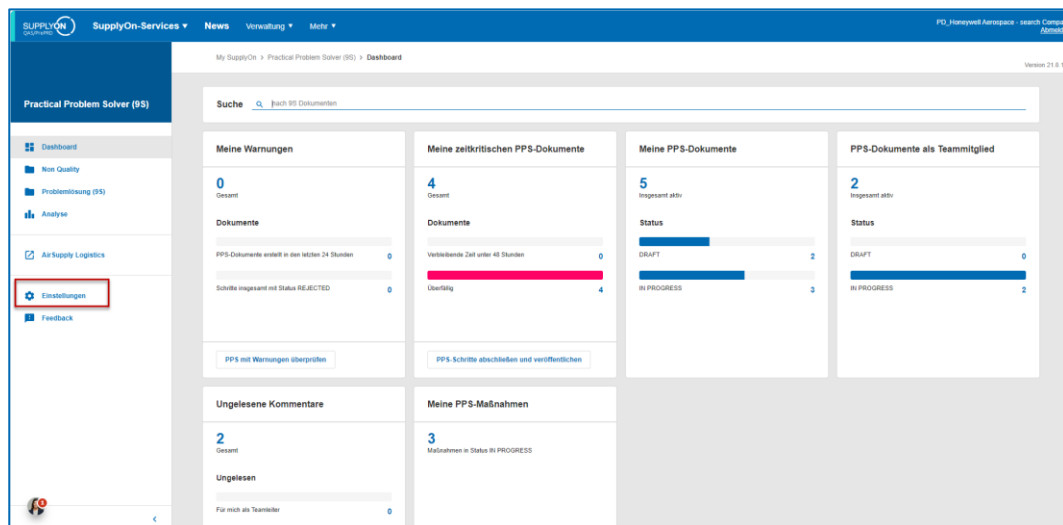 SUPPLYON
QAS/PrePRD
SupplyOn-Services ▾ News Verwaltung ▾ Mehr ▾
PD_Honeywell Aerospace - search Compa
Abmeld
My SupplyOn > Practical Problem Solver (9S) > Dashboard
Version 21.9.1
Practical Problem Solver (9S)
Dashboard
Non Quality
Problemlösung (9S)
Analyse
AirSupply Logistics
Einstellungen
Feedback
Suche nach 9S Dokumenten
Meine Warnungen
0
Gesamt
Dokumente
PPS-Dokumente erstellt in den letzten 24 Stunden 0
Schritte insgesamt mit Status REJECTED 0
PPS mit Warnungen überprüfen
Meine zeitkritischen PPS-Dokumente
4
Gesamt
Dokumente
Verbleibende Zeit unter 48 Stunden 0
Überfällig 4
PPS-Schritte abschließen und veröffentlichen
Meine PPS-Dokumente
5
Insgesamt aktiv
Status
DRAFT 2
IN PROGRESS 3
PPS-Dokumente als Teammitglied
2
Insgesamt aktiv
Status
DRAFT 0
IN PROGRESS 2
Ungelesene Kommentare
2
Gesamt
Ungelesen
Für mich als Teamleiter 0
Meine PPS-Maßnahmen
3
Maßnahmen in Status IN PROGRESS